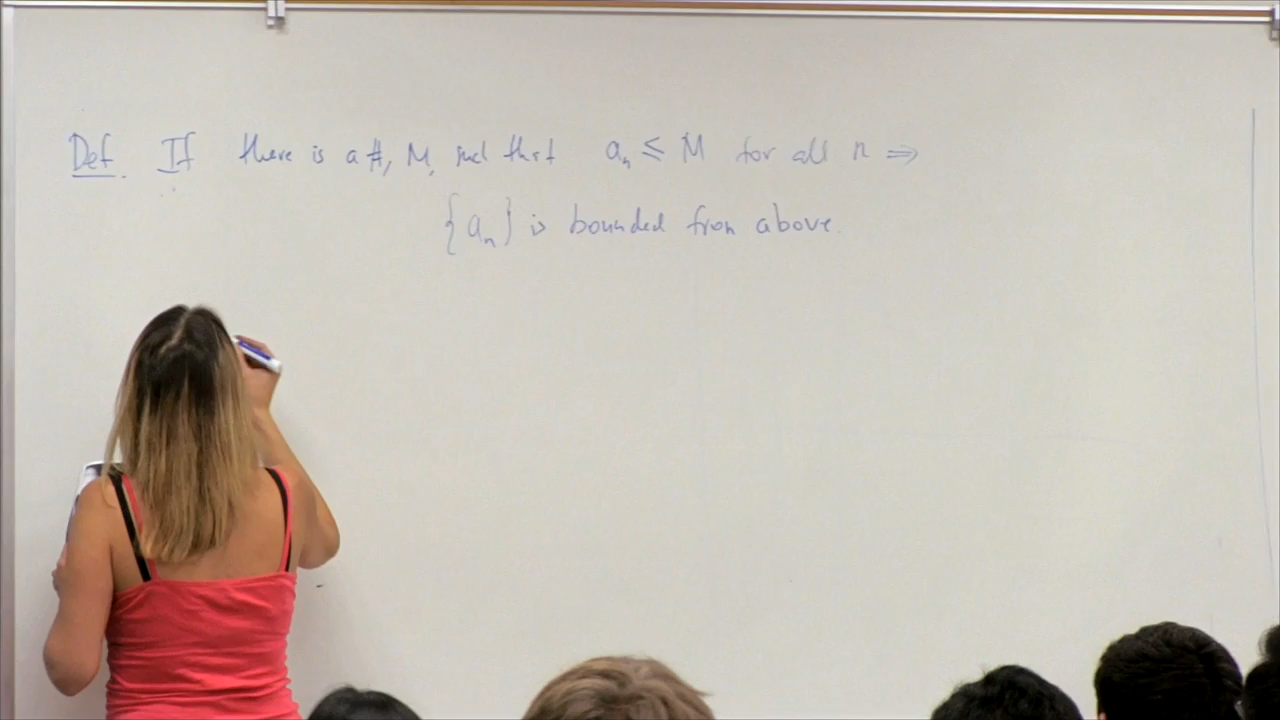 Def. If there is a #, M, such that aₙ ≤ M for all n ⇒
{aₙ} is bounded from above.